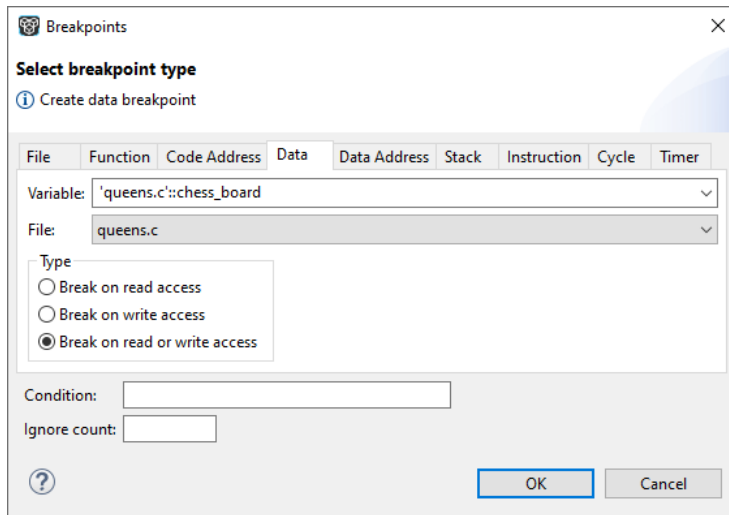 Breakpoints
Select breakpoint type
Create data breakpoint
File Function Code Address Data Data Address Stack Instruction Cycle Timer
Variable: 'queens.c'::chess_board
File: queens.c
Type
Break on read access
Break on write access
Break on read or write access
Condition:
Ignore count:
OK Cancel